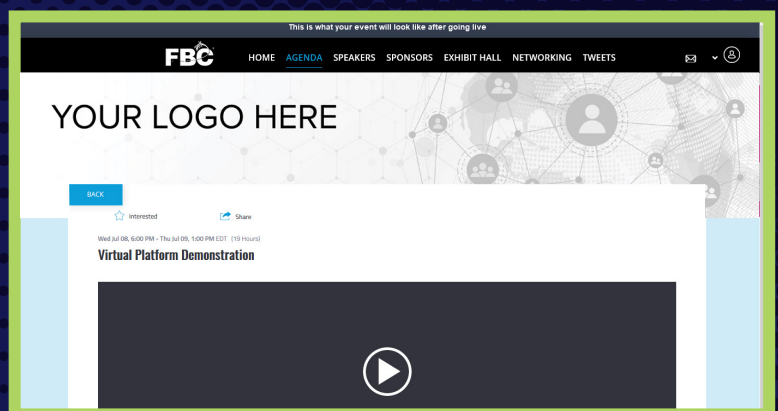 This is what your event will look like after going live
FBC HOME AGENDA SPEAKERS SPONSORS EXHIBIT HALL NETWORKING TWEETS
YOUR LOGO HERE
BACK
Interested Share
Wed Jul 08, 6:00 PM - Thu Jul 09, 1:00 PM EDT (19 Hours)
Virtual Platform Demonstration